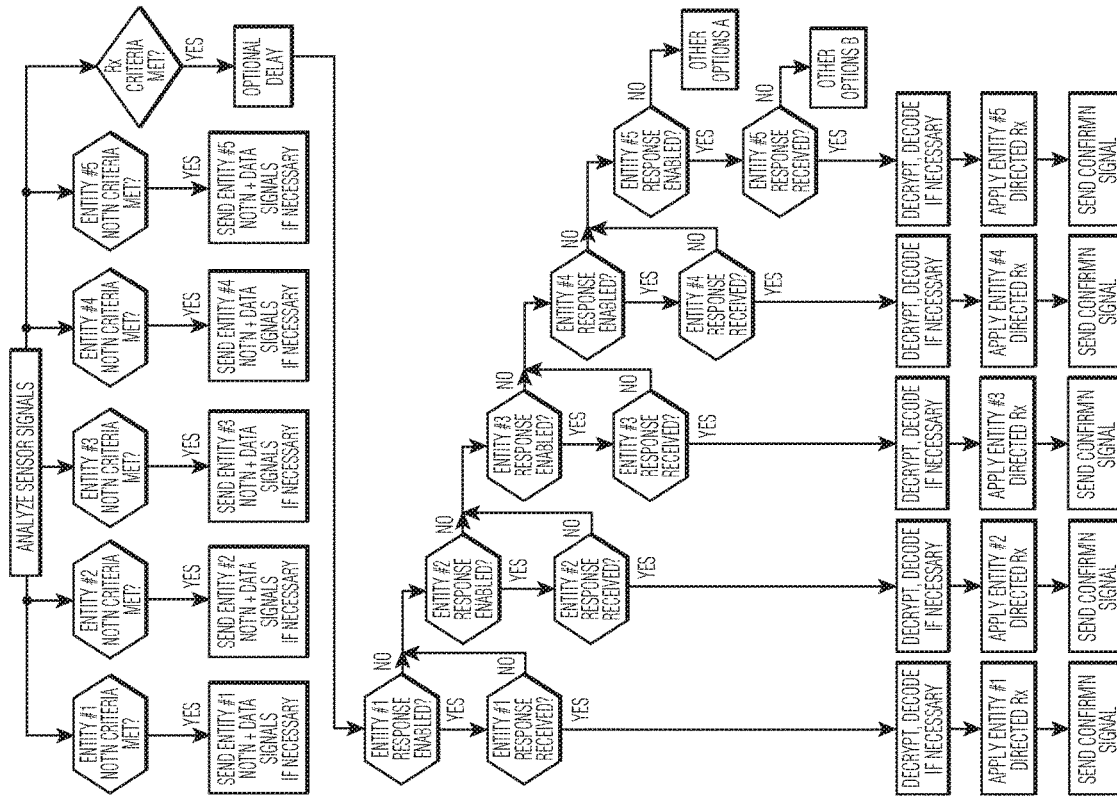 ANALYZE SENSOR SIGNALS
ENTITY #1
NOT'N CRITERIA
MET?
YES
SEND ENTITY #1
NOT'N + DATA
SIGNALS
IF NECESSARY
ENTITY #2
NOT'N CRITERIA
MET?
YES
SEND ENTITY #2
NOT'N + DATA
SIGNALS
IF NECESSARY
ENTITY #3
NOT'N CRITERIA
MET?
YES
SEND ENTITY #3
NOT'N + DATA
SIGNALS
IF NECESSARY
ENTITY #4
NOT'N CRITERIA
MET?
YES
SEND ENTITY #4
NOT'N + DATA
SIGNALS
IF NECESSARY
ENTITY #5
NOT'N CRITERIA
MET?
YES
SEND ENTITY #5
NOT'N + DATA
SIGNALS
IF NECESSARY
Rx
CRITERIA
MET?
YES
OPTIONAL
DELAY
ENTITY #1
RESPONSE
ENABLED?
NO
YES
ENTITY #1
RESPONSE
RECEIVED?
NO
YES
DECRYPT, DECODE
IF NECESSARY
APPLY ENTITY #1
DIRECTED Rx
SEND CONFIRM'N
SIGNAL
ENTITY #2
RESPONSE
ENABLED?
NO
YES
ENTITY #2
RESPONSE
RECEIVED?
NO
YES
DECRYPT, DECODE
IF NECESSARY
APPLY ENTITY #2
DIRECTED Rx
SEND CONFIRM'N
SIGNAL
ENTITY #3
RESPONSE
ENABLED?
NO
YES
ENTITY #3
RESPONSE
RECEIVED?
NO
YES
DECRYPT, DECODE
IF NECESSARY
APPLY ENTITY #3
DIRECTED Rx
SEND CONFIRM'N
SIGNAL
ENTITY #4
RESPONSE
ENABLED?
NO
YES
ENTITY #4
RESPONSE
RECEIVED?
NO
YES
DECRYPT, DECODE
IF NECESSARY
APPLY ENTITY #4
DIRECTED Rx
SEND CONFIRM'N
SIGNAL
ENTITY #5
RESPONSE
ENABLED?
NO
OTHER
OPTIONS A
YES
ENTITY #5
RESPONSE
RECEIVED?
NO
OTHER
OPTIONS B
YES
DECRYPT, DECODE
IF NECESSARY
APPLY ENTITY #5
DIRECTED Rx
SEND CONFIRM'N
SIGNAL